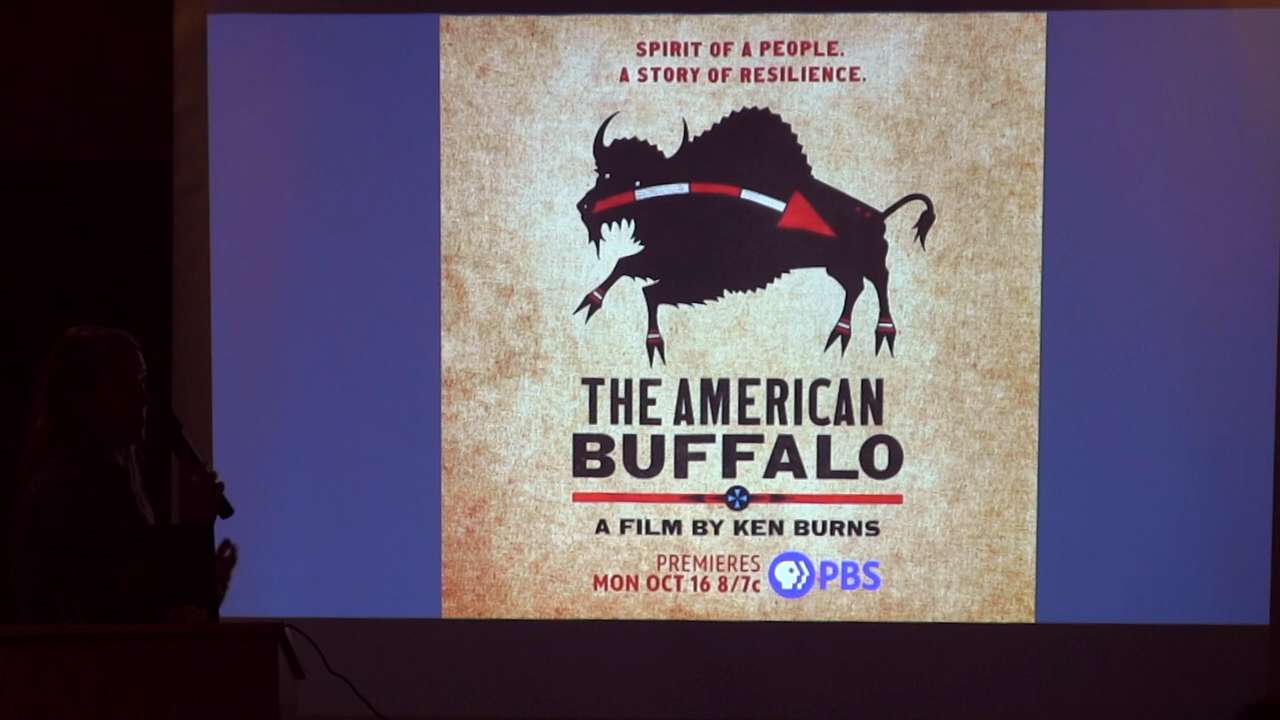 SPIRIT OF A PEOPLE.
A STORY OF RESILIENCE.
THE AMERICAN
BUFFALO
A FILM BY KEN BURNS
PREMIERES
MON OCT 16 8/7c
PBS